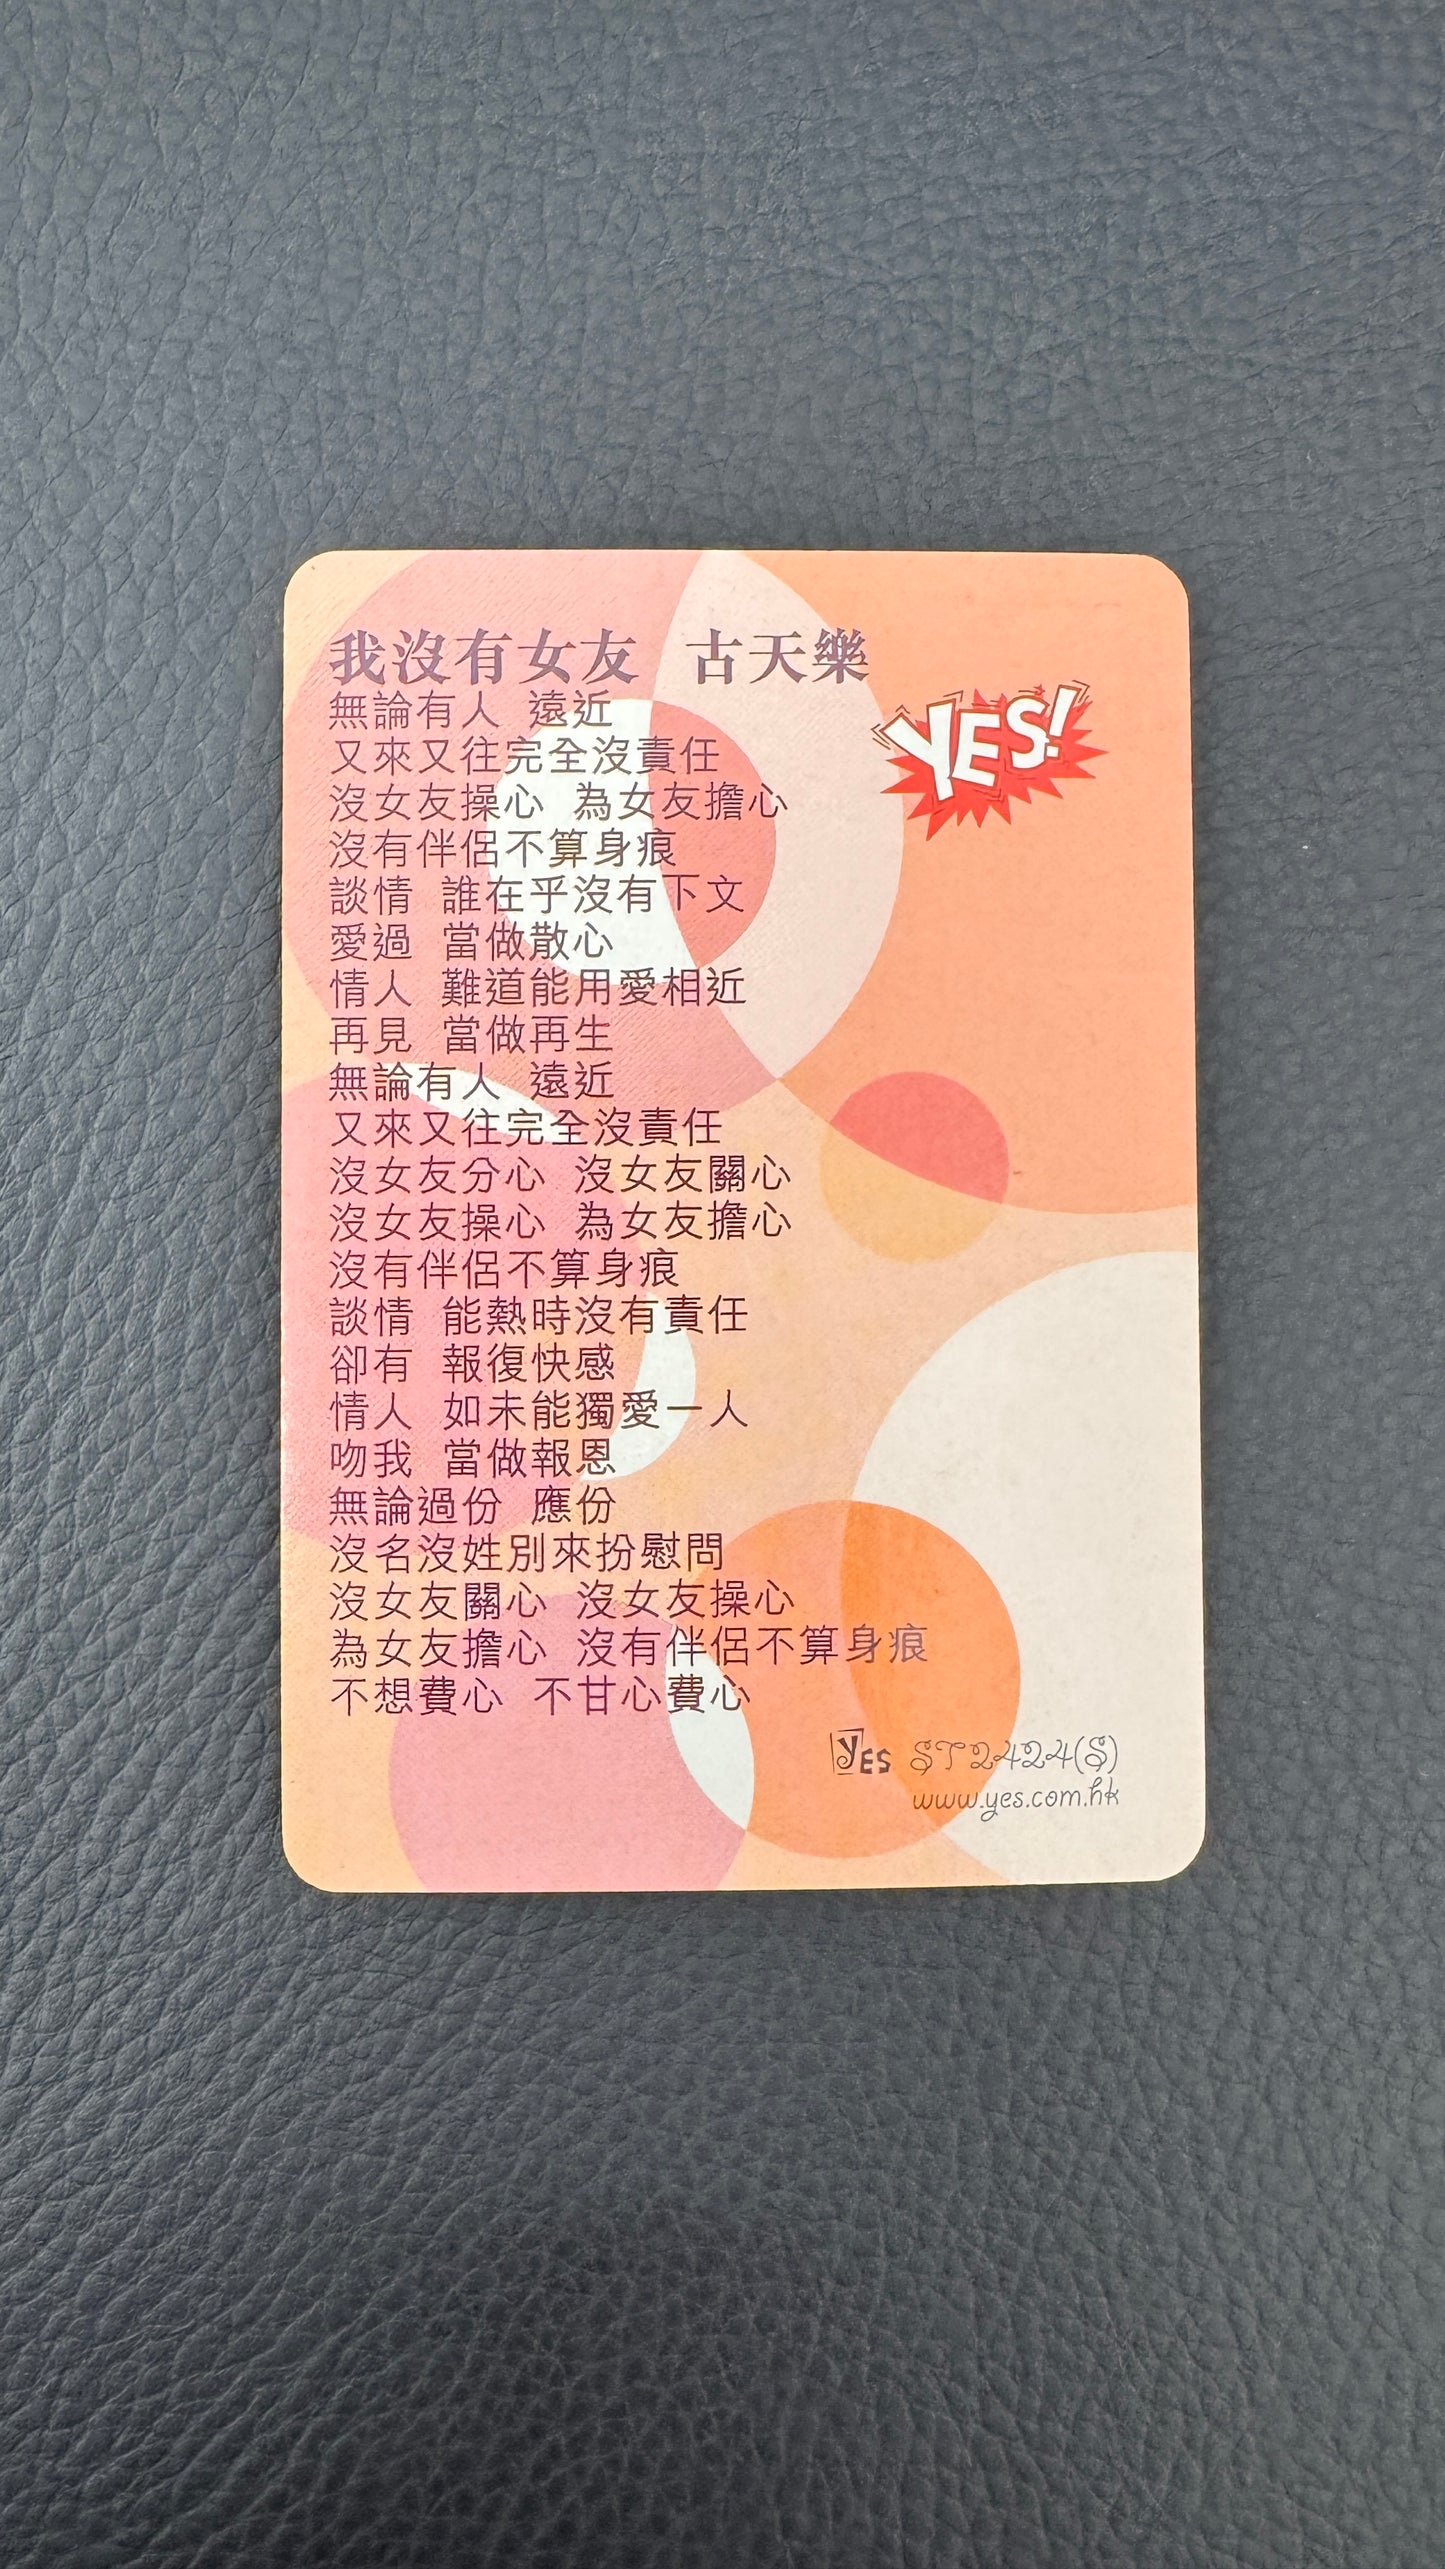 我沒有女友 古天樂
YES!
無論有人 遠近
又來又往完全沒責任
沒女友操心 為女友擔心
沒有伴侶不算身痕
談情 誰在乎沒有下文
愛過 當做散心
情人 難道能用愛相近
再見 當做再生
無論有人 遠近
又來又往完全沒責任
沒女友分心 沒女友關心
沒女友操心 為女友擔心
沒有伴侶不算身痕
談情 能熱時沒有責任
卻有 報復快感
情人 如未能獨愛一人
吻我 當做報恩
無論過份 應份
沒名沒姓別來扮慰問
沒女友關心 沒女友操心
為女友擔心 沒有伴侶不算身痕
不想費心 不甘心費心
YES ST2424(S)
www.yes.com.hk